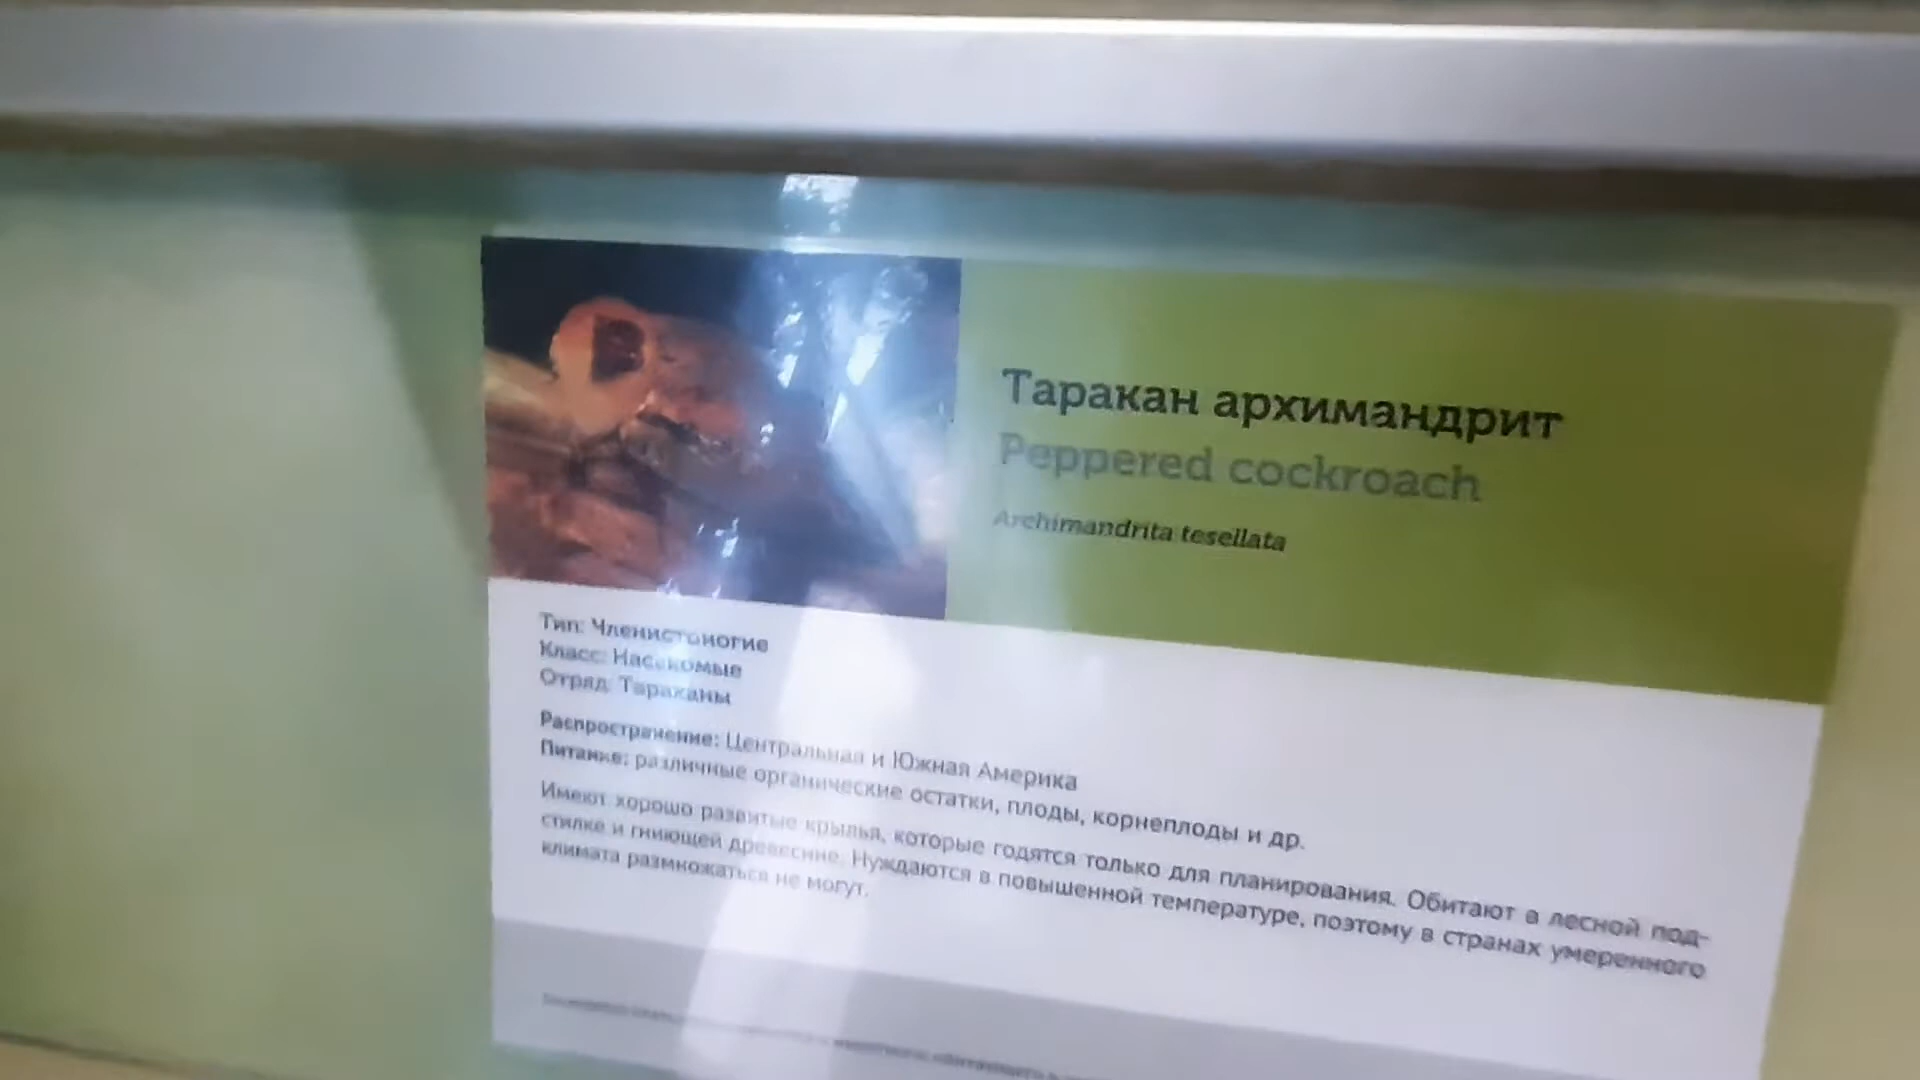 Таракан архимандрит
Peppered cockroach
Archimandrita tesellata
Тип: Членистоногие
Класс: Насекомые
Отряд: Тараканы
Распространение: Центральная и Южная Америка
Питание: различные органические остатки, плоды, корнеплоды и др.
Имеют хорошо развитые крылья, которые годятся только для планирования. Обитают в лесной под-
стилке и гниющей древесине. Нуждаются в повышенной температуре, поэтому в странах умеренного
климата размножаться не могут.